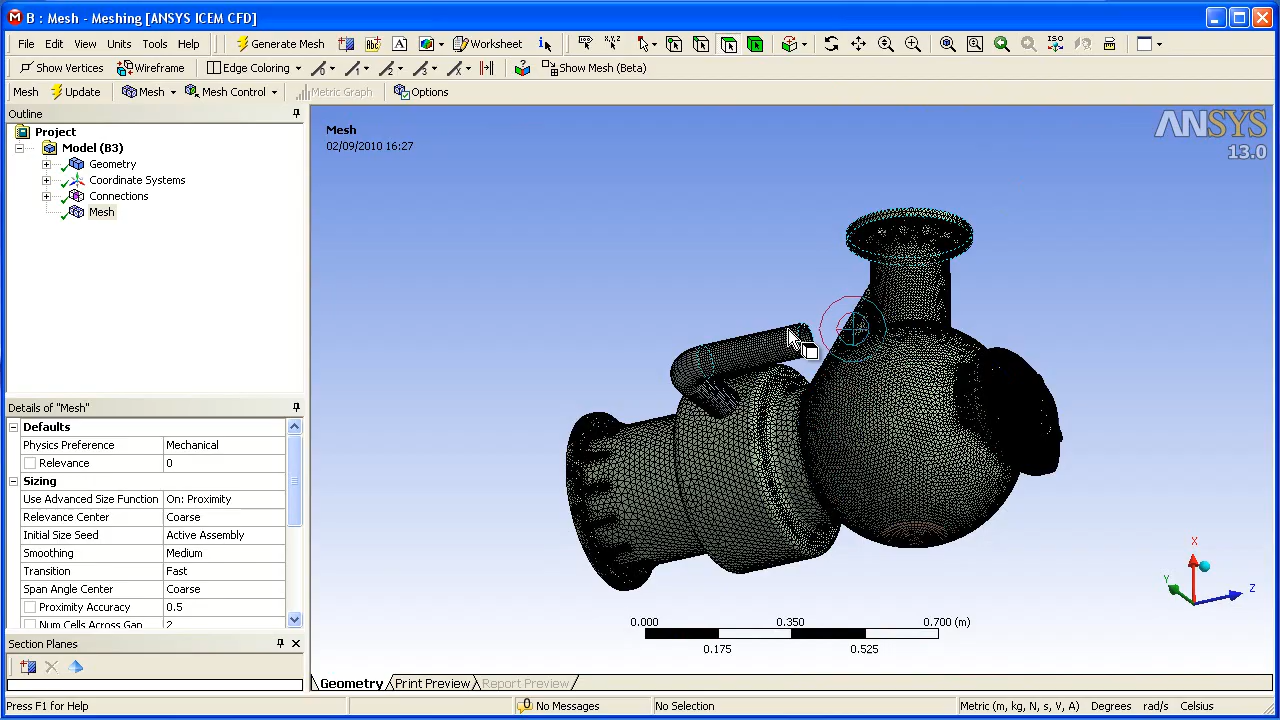 B : Mesh - Meshing [ANSYS ICEM CFD]
File Edit View Units Tools Help Generate Mesh Worksheet
Show Vertices Wireframe Edge Coloring Show Mesh (Beta)
Mesh Update Mesh Mesh Control Metric Graph Options
Outline
Project
Model (B3)
Geometry
Coordinate Systems
Connections
Mesh
Details of "Mesh"
Defaults
Physics Preference Mechanical
Relevance 0
Sizing
Use Advanced Size Function On: Proximity
Relevance Center Coarse
Initial Size Seed Active Assembly
Smoothing Medium
Transition Fast
Span Angle Center Coarse
Proximity Accuracy 0.5
Num Cells Across Gap 2
Section Planes
Mesh
02/09/2010 16:27
ANSYS
13.0
X
Y
Z
0.000 0.350 0.700 (m)
0.175 0.525
Geometry Print Preview Report Preview
Press F1 for Help 0 No Messages No Selection Metric (m, kg, N, s, V, A) Degrees rad/s Celsius